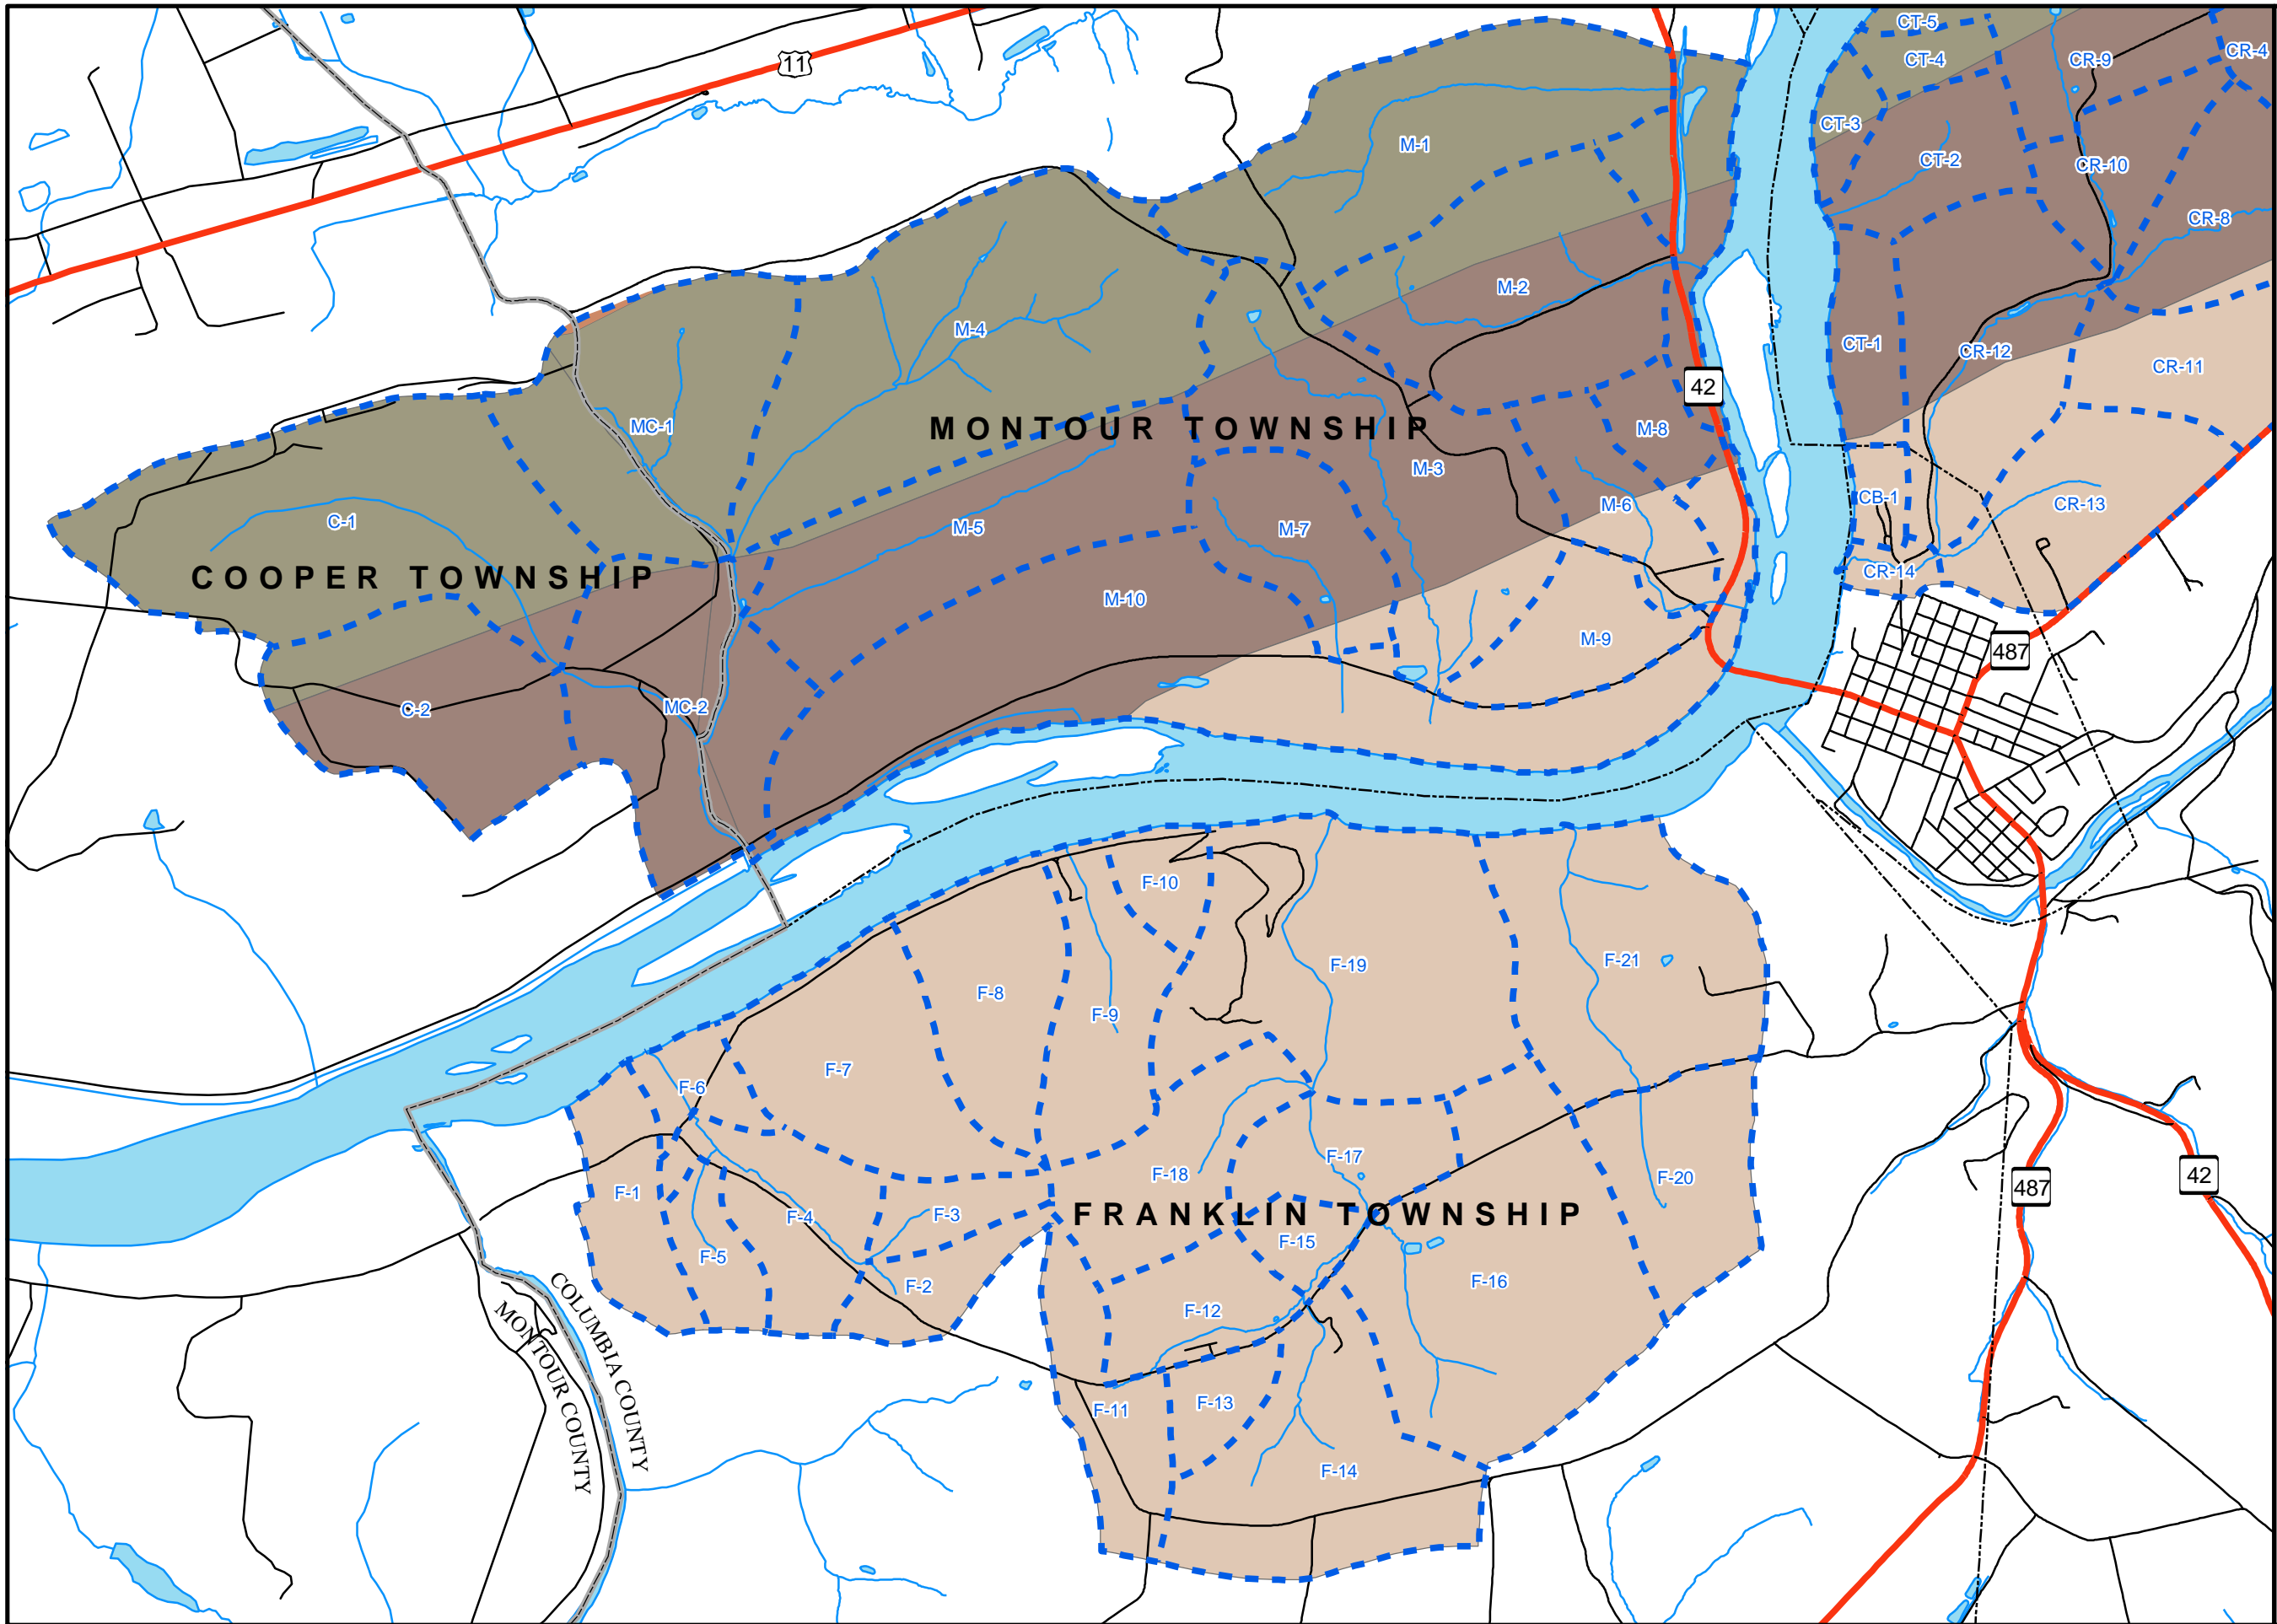 CT-5
CR-4
11
CT-4
CR-9
CT-3
M-1
CT-2
CR-10
CR-8
M-2
M-4
CT-1
CR-12
CR-11
42
MC-1
MONTOUR TOWNSHIP
M-8
M-3
CB-1
CR-13
M-6
C-1
M-5
M-7
CR-14
COOPER TOWNSHIP
M-10
M-9
487
MC-2
C-2
F-10
F-21
F-19
F-8
F-9
F-7
F-6
F-17
F-18
42
F-20
487
F-1
FRANKLIN TOWNSHIP
F-3
F-4
F-15
F-5
F-16
F-2
F-12
COLUMBIA COUNTY
MONTOUR COUNTY
F-13
F-11
F-14